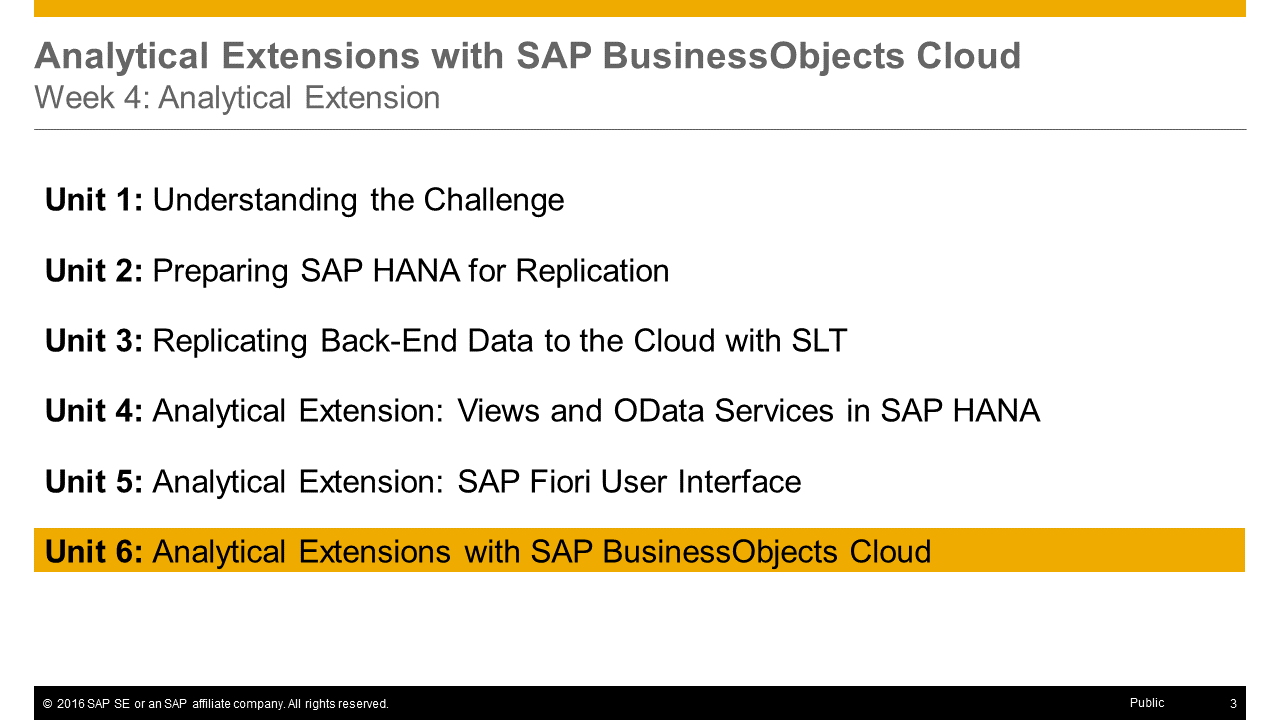 Analytical Extensions with SAP BusinessObjects Cloud
Week 4: Analytical Extension
Unit 1: Understanding the Challenge
Unit 2: Preparing SAP HANA for Replication
Unit 3: Replicating Back-End Data to the Cloud with SLT
Unit 4: Analytical Extension: Views and OData Services in SAP HANA
Unit 5: Analytical Extension: SAP Fiori User Interface
Unit 6: Analytical Extensions with SAP BusinessObjects Cloud
© 2016 SAP SE or an SAP affiliate company. All rights reserved. Public 3